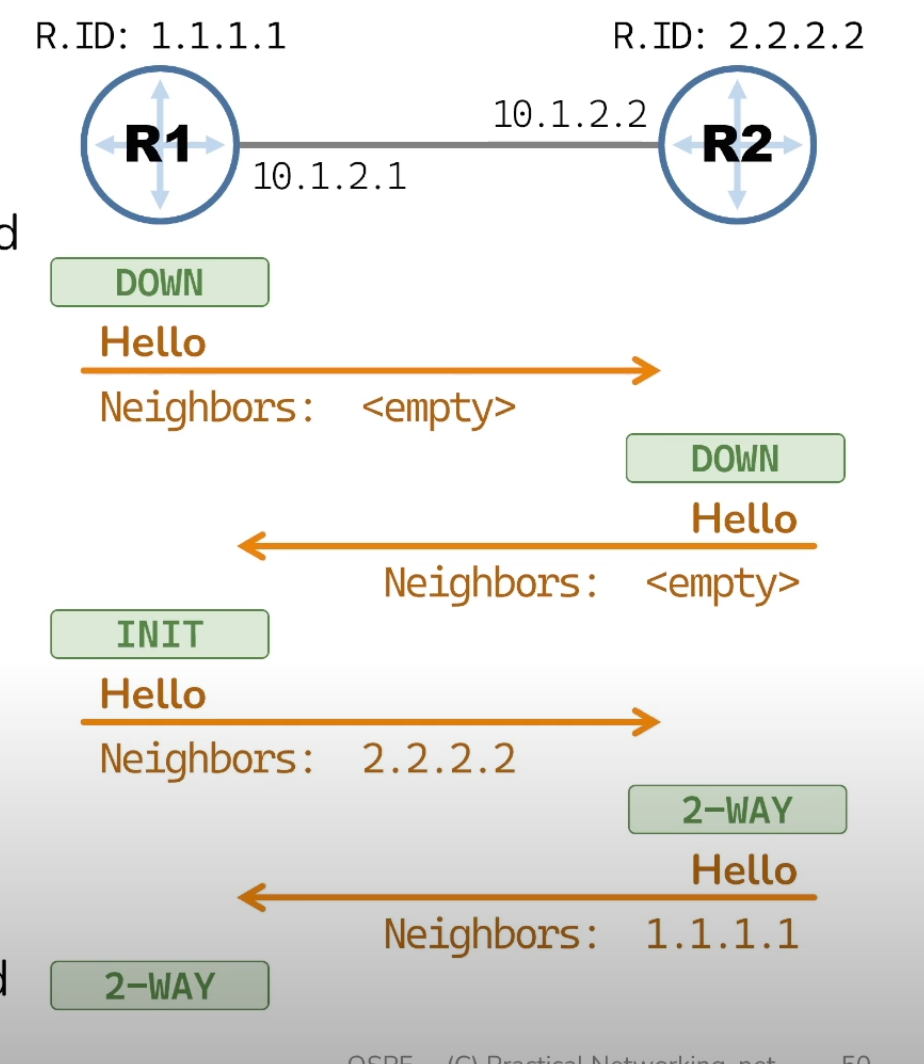 R.ID: 1.1.1.1 R.ID: 2.2.2.2
10.1.2.2
R1 R2
10.1.2.1
d
DOWN
Hello
Neighbors: <empty>
DOWN
Hello
Neighbors: <empty>
INIT
Hello
Neighbors: 2.2.2.2
2-WAY
Hello
Neighbors: 1.1.1.1
d
2-WAY
OSPF (C) Practical Networking .net 50